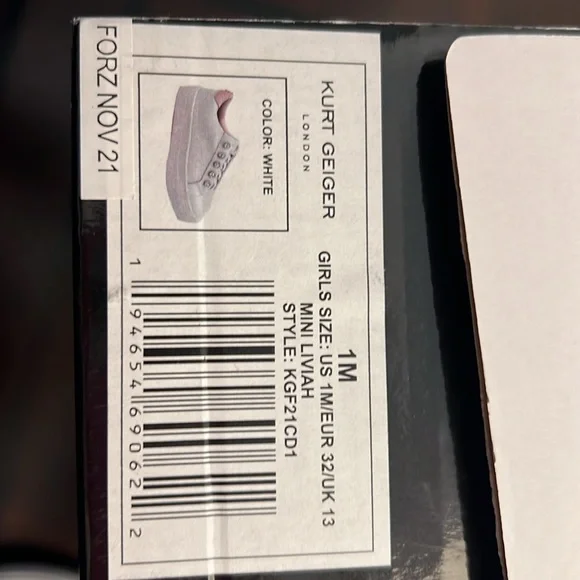 FORZ NOV 21
KURT GEIGER
LONDON
COLOR: WHITE
1M
GIRLS SIZE: US 1M/EUR 32/UK 13
MINI LIVIAH
STYLE: KGF21CD1
1 94654 69062 2